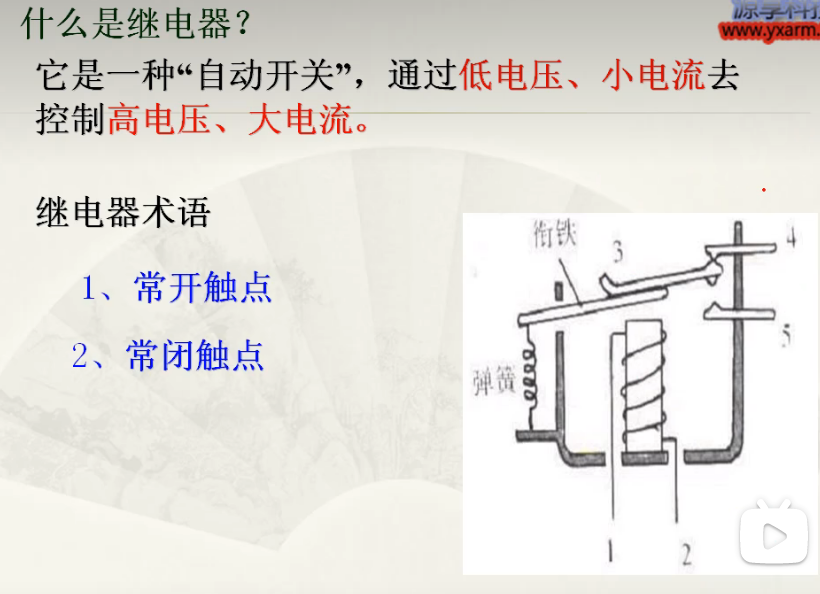 什么是继电器?
源享科技
www.yxarm.
它是一种“自动开关”，通过低电压、小电流去
控制高电压、大电流。
继电器术语
1、常开触点
2、常闭触点
衔铁
3
4
5
弹簧
1
2